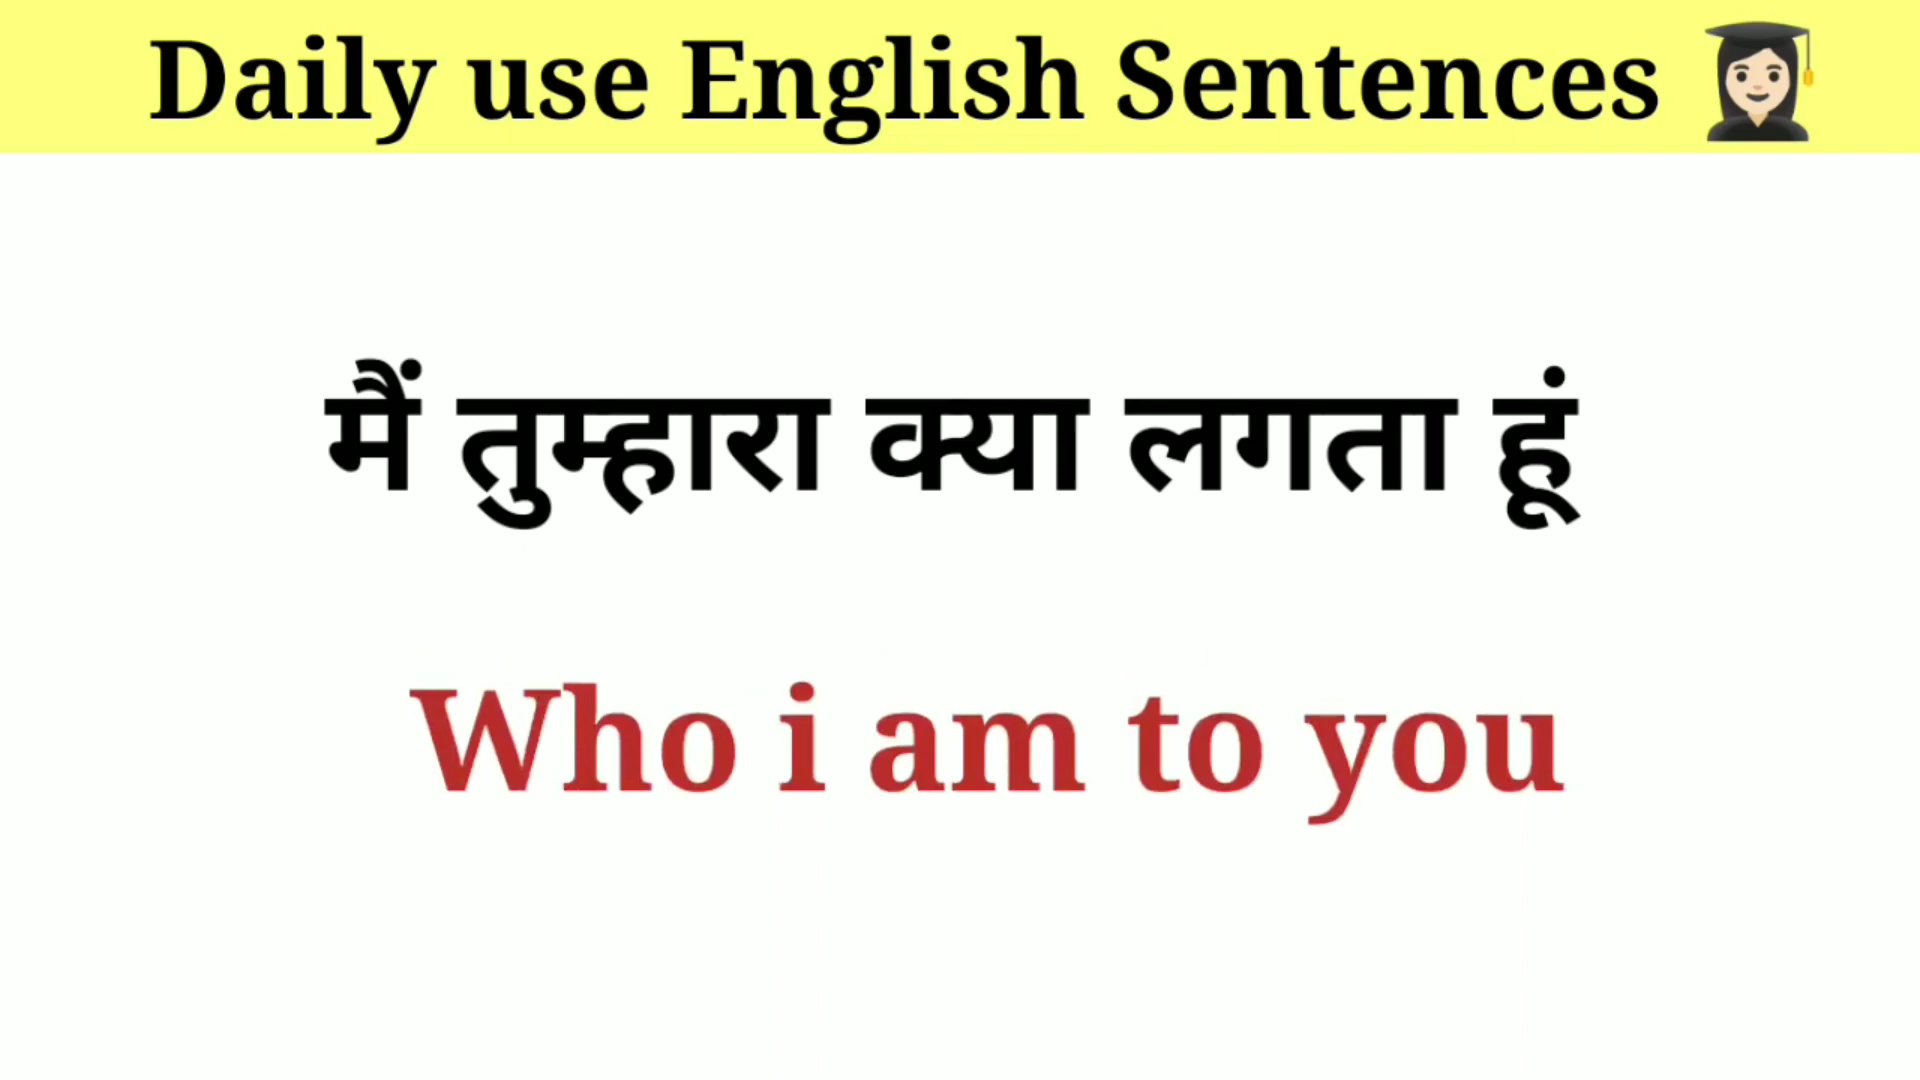 Daily use English Sentences
मैं तुम्हारा क्या लगता हूं
Who i am to you